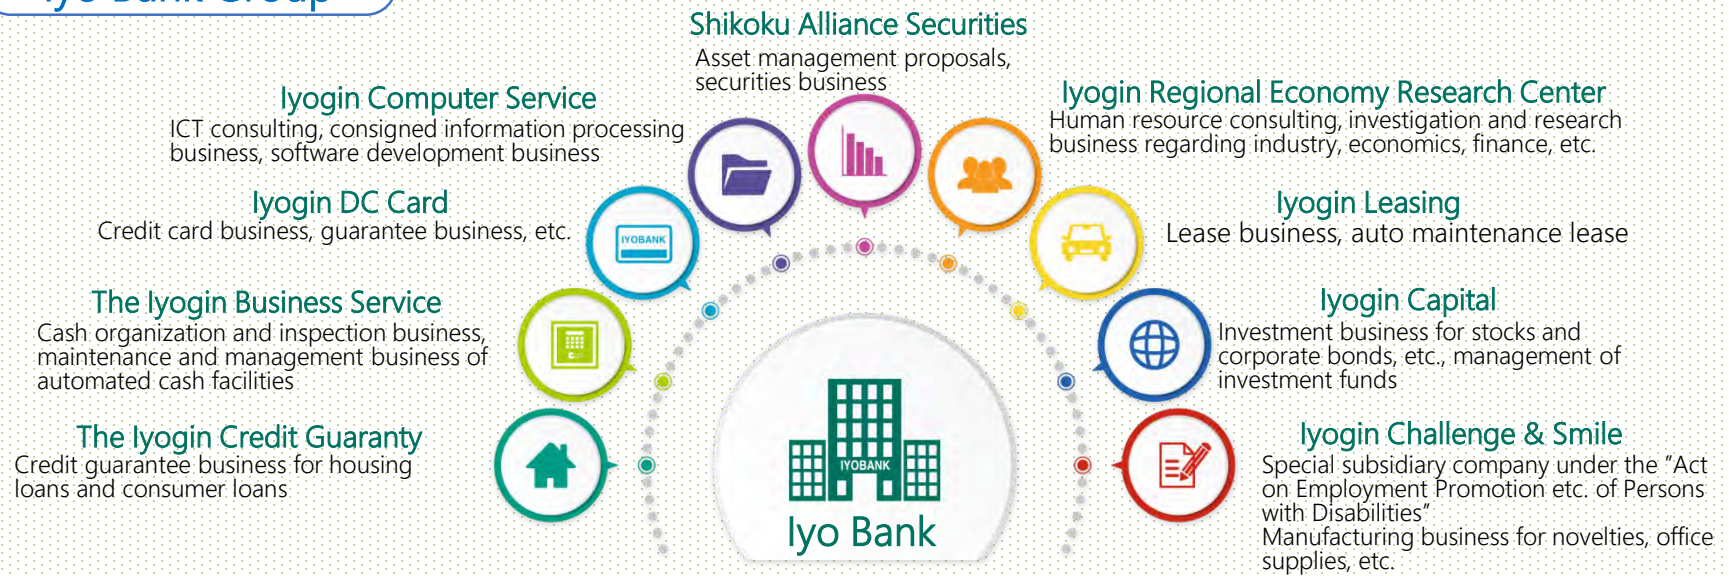 Iyo Bank Group
Shikoku Alliance Securities
Asset management proposals,
securities business
Iyogin Computer Service
ICT consulting, consigned information processing
business, software development business
Iyogin Regional Economy Research Center
Human resource consulting, investigation and research
business regarding industry, economics, finance, etc.
Iyogin DC Card
Credit card business, guarantee business, etc.
IYOBANK
Iyogin Leasing
Lease business, auto maintenance lease
The Iyogin Business Service
Cash organization and inspection business,
maintenance and management business of
automated cash facilities
Iyogin Capital
Investment business for stocks and
corporate bonds, etc., management of
investment funds
The Iyogin Credit Guaranty
Credit guarantee business for housing
loans and consumer loans
IYOBANK
Iyo Bank
Iyogin Challenge & Smile
Special subsidiary company under the "Act
on Employment Promotion etc. of Persons
with Disabilities"
Manufacturing business for novelties, office
supplies, etc.